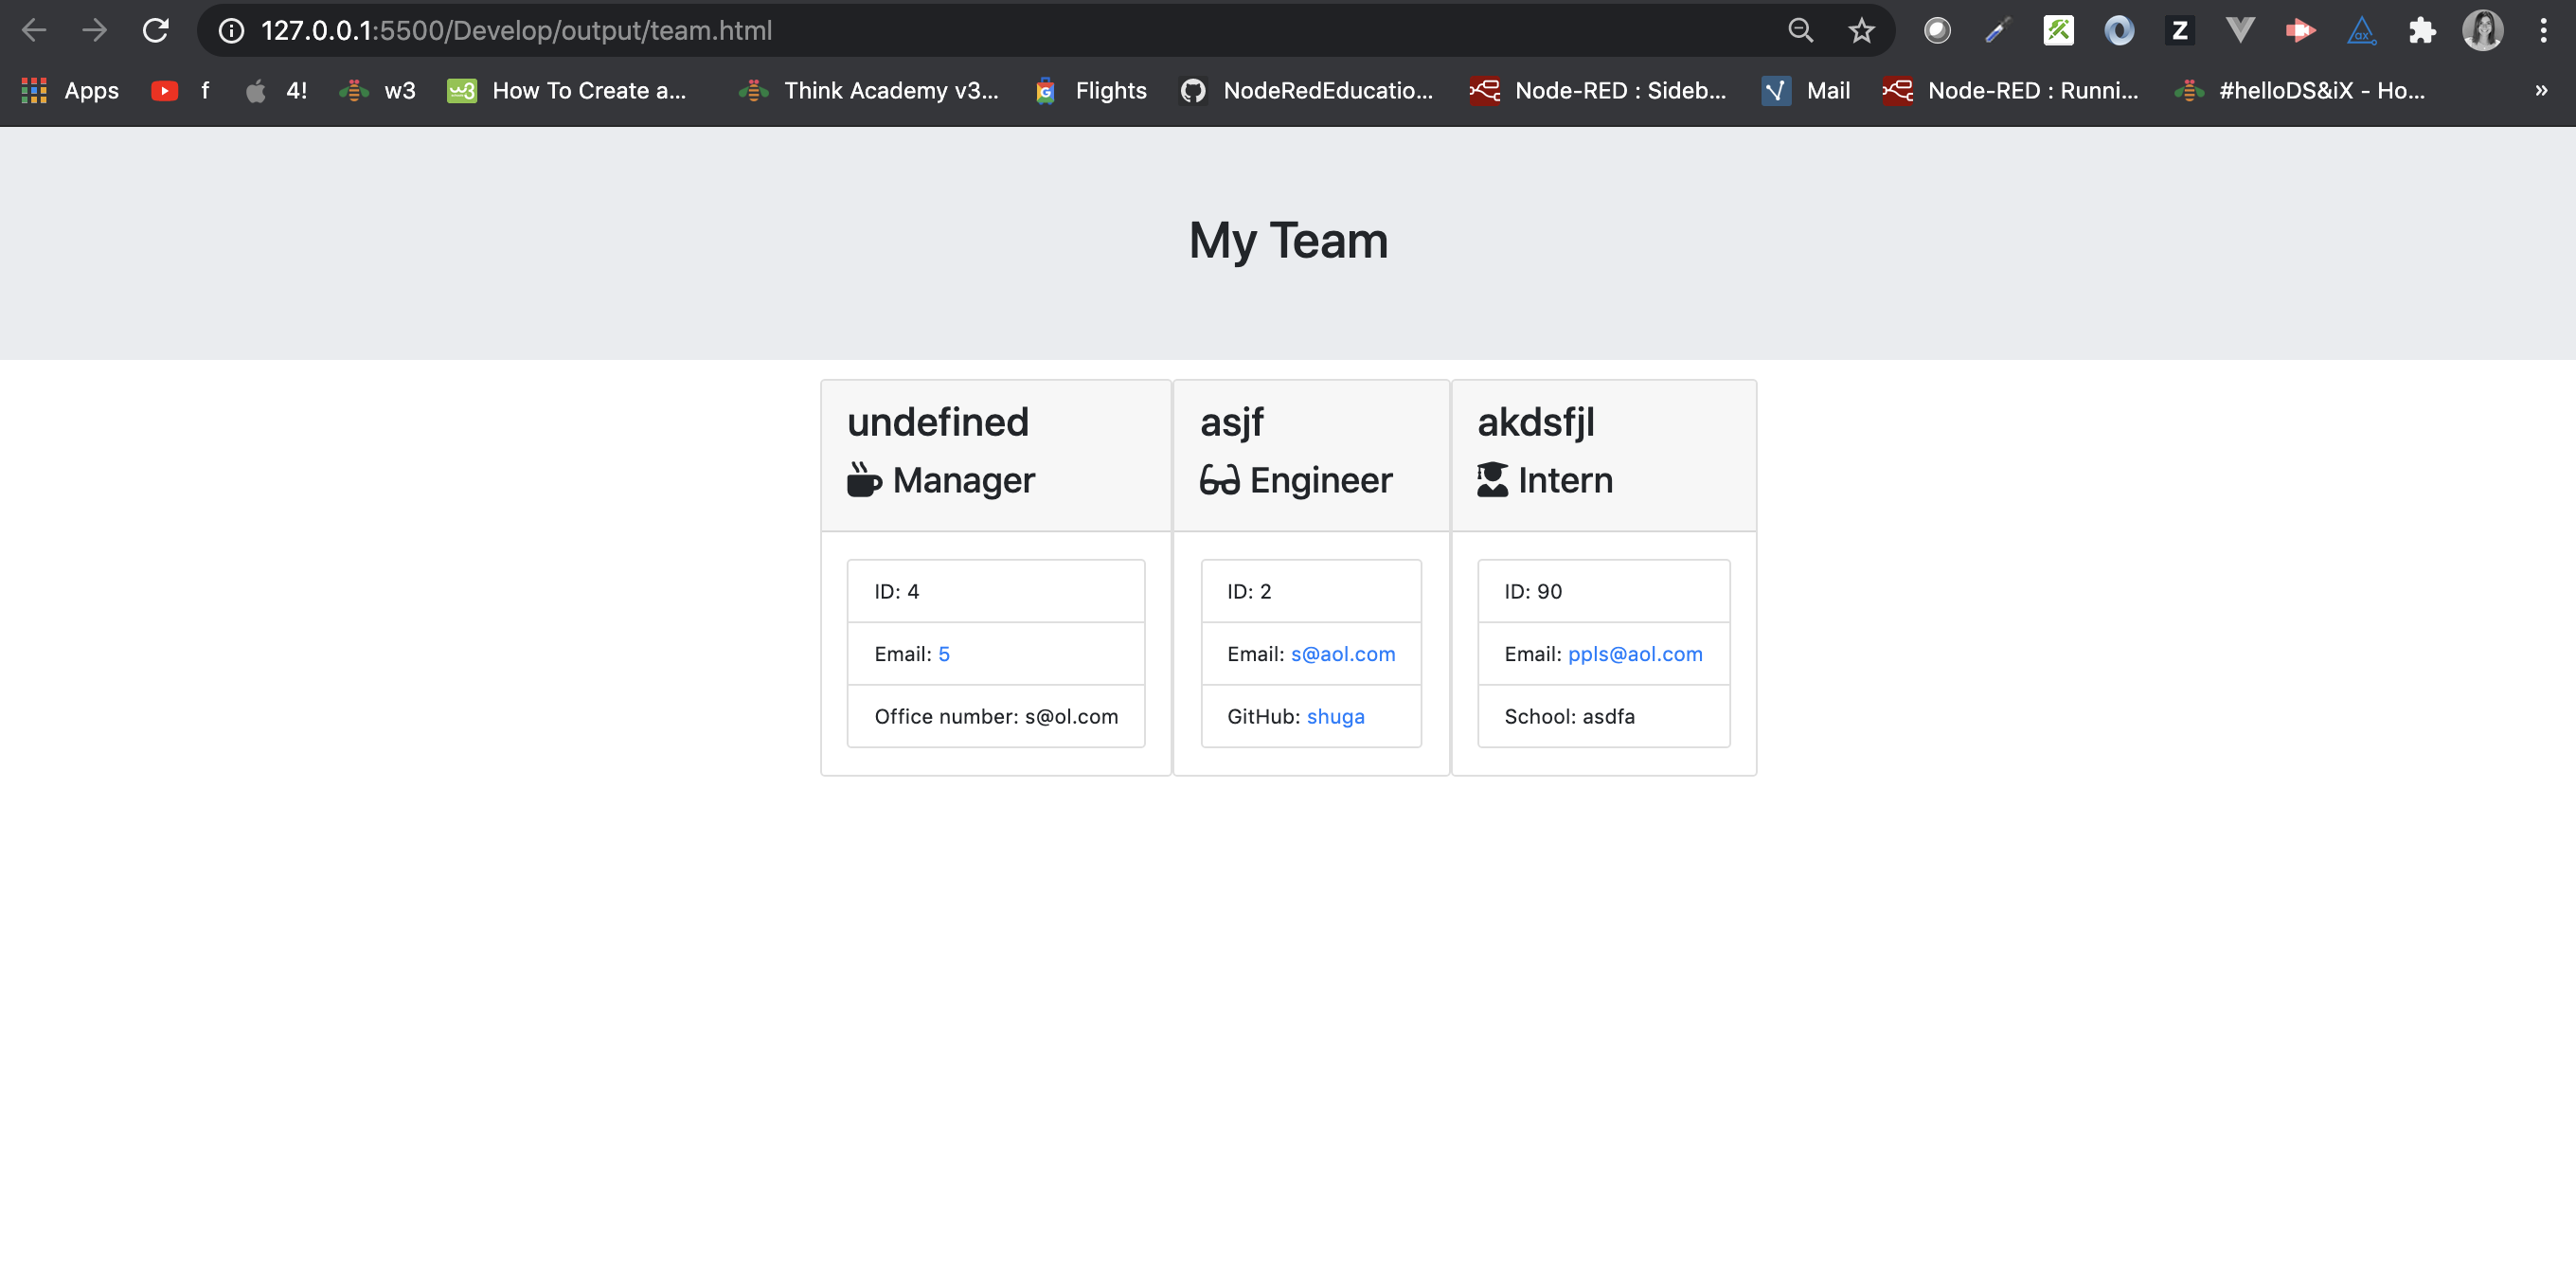 127.0.0.1:5500/Develop/output/team.html
Apps f 4! w3 How To Create a... Think Academy v3... Flights NodeRedEducatio... Node-RED : Sideb... Mail Node-RED : Runni... #helloDS&iX - Ho... »
My Team
undefined
Manager
ID: 4
Email: 5
Office number: s@ol.com
asjf
Engineer
ID: 2
Email: s@aol.com
GitHub: shuga
akdsfjl
Intern
ID: 90
Email: ppls@aol.com
School: asdfa